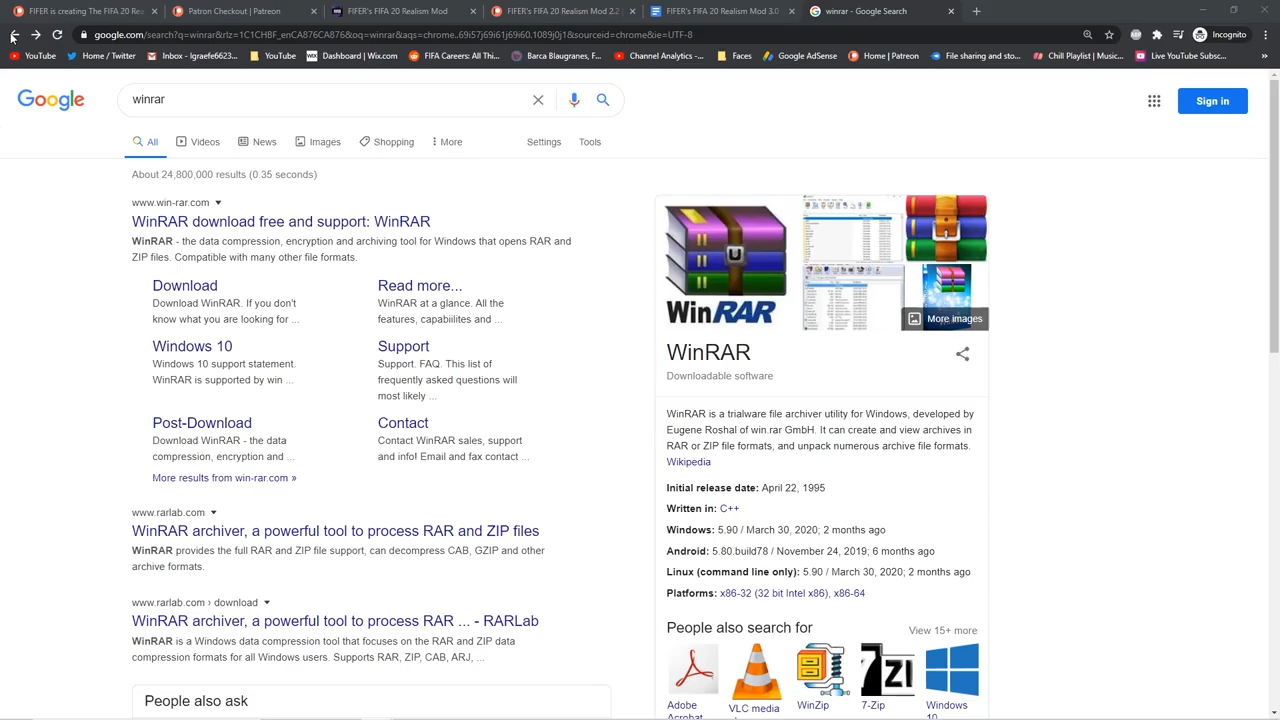 FIFER is creating The FIFA 20 Re
Patron Checkout | Patreon
FIFER's FIFA 20 Realism Mod
FIFER's FIFA 20 Realism Mod 2.2
FIFER's FIFA 20 Realism Mod 3.0
winrar - Google Search
google.com/search?q=winrar&rlz=1C1CHBF_enCA876CA876&oq=winrar&aqs=chrome..69i57j69i61j69i60.1089j0j1&sourceid=chrome&ie=UTF-8
Incognito
YouTube
Home / Twitter
Inbox - lgraefe6623...
YouTube
Dashboard | Wix.com
FIFA Careers: All Thi...
Barca Blaugranes, F...
Channel Analytics -...
Faces
Google AdSense
Home | Patreon
File sharing and sto...
Chill Playlist | Music...
Live YouTube Subsc...
Google
winrar
Sign in
All
Videos
News
Images
Shopping
More
Settings
Tools
About 24,800,000 results (0.35 seconds)
www.win-rar.com
WinRAR download free and support: WinRAR
WinRAR data compression, encryption and archiving tool for Windows that opens RAR and
ZIP files. Compatible with many other file formats.
Download
Download WinRAR. If you don't
know what you are looking for ...
Read more...
WinRAR at a glance. All the
features, possibilites and ...
Windows 10
Windows 10 support statement.
WinRAR is supported by win ...
Support
Support. FAQ. This list of
frequently asked questions will
most likely ...
Post-Download
Download WinRAR - the data
compression, encryption and ...
Contact
Contact WinRAR sales, support
and info! Email and fax contact ...
More results from win-rar.com »
www.rarlab.com
WinRAR archiver, a powerful tool to process RAR and ZIP files
WinRAR provides the full RAR and ZIP file support, can decompress CAB, GZIP and other
archive formats.
www.rarlab.com › download
WinRAR archiver, a powerful tool to process RAR ... - RARLab
WinRAR is a Windows data compression tool that focuses on the RAR and ZIP data
compression formats for all Windows users. Supports RAR, ZIP, CAB, ARJ, ...
People also ask
WinRAR
More images
WinRAR
Downloadable software
WinRAR is a trialware file archiver utility for Windows, developed by
Eugene Roshal of win.rar GmbH. It can create and view archives in
RAR or ZIP file formats, and unpack numerous archive file formats.
Wikipedia
Initial release date: April 22, 1995
Written in: C++
Windows: 5.90 / March 30, 2020; 2 months ago
Android: 5.80.build78 / November 24, 2019; 6 months ago
Linux (command line only): 5.90 / March 30, 2020; 2 months ago
Platforms: x86-32 (32 bit Intel x86), x86-64
People also search for
View 15+ more
Adobe
Acrobat
VLC media
WinZip
7-Zip
Windows
10